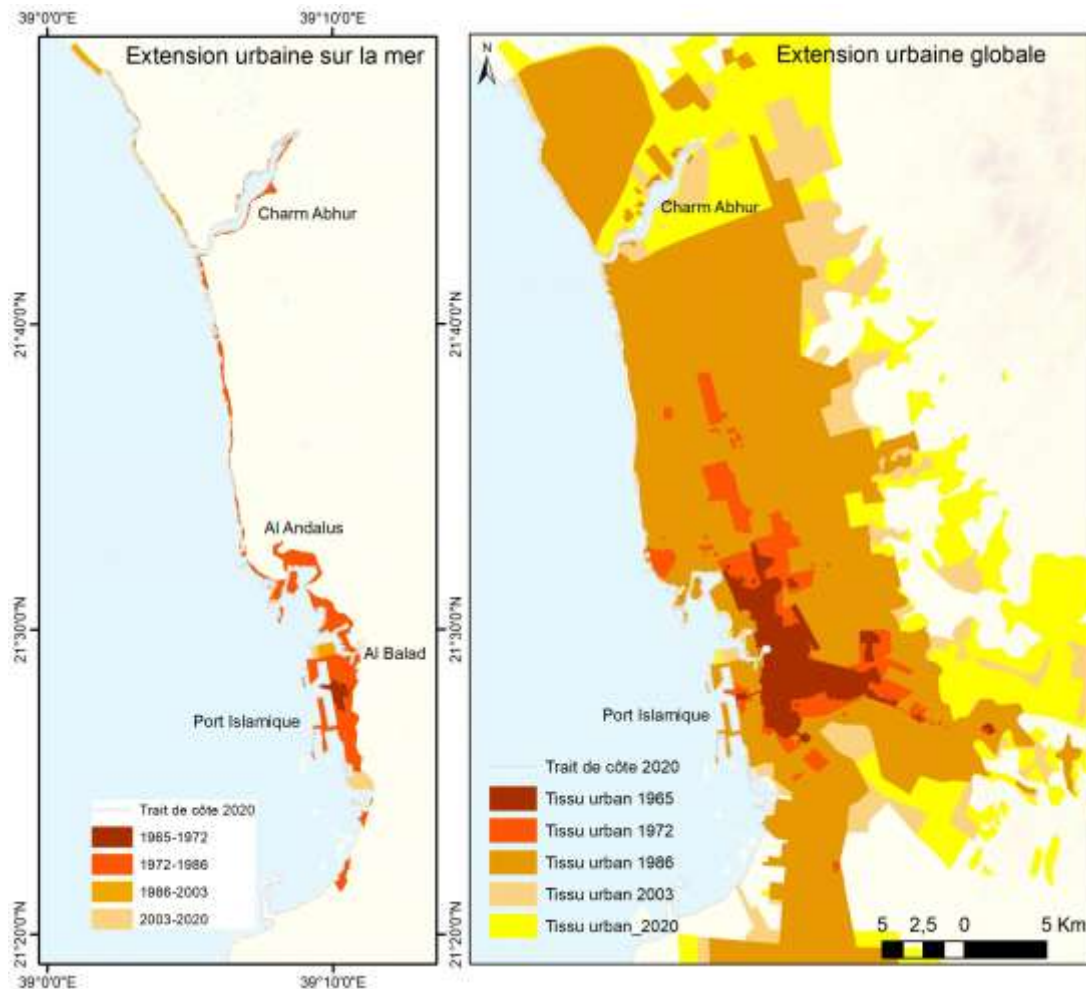 39°0'0"E
39°10'0"E
Extension urbaine sur la mer
Charm Abhur
21°40'0"N
Al Andalus
21°30'0"N
Al Balad
Port Islamique
Trait de côte 2020
1965-1972
1972-1986
1986-2003
2003-2020
21°20'0"N
39°0'0"E
39°10'0"E
N
Extension urbaine globale
Charm Abhur
21°40'0"N
21°30'0"N
Port Islamique
Trait de côte 2020
Tissu urban 1965
Tissu urban 1972
Tissu urban 1986
Tissu urban 2003
Tissu urban_2020
5 2,5 0 5 Km
21°20'0"N